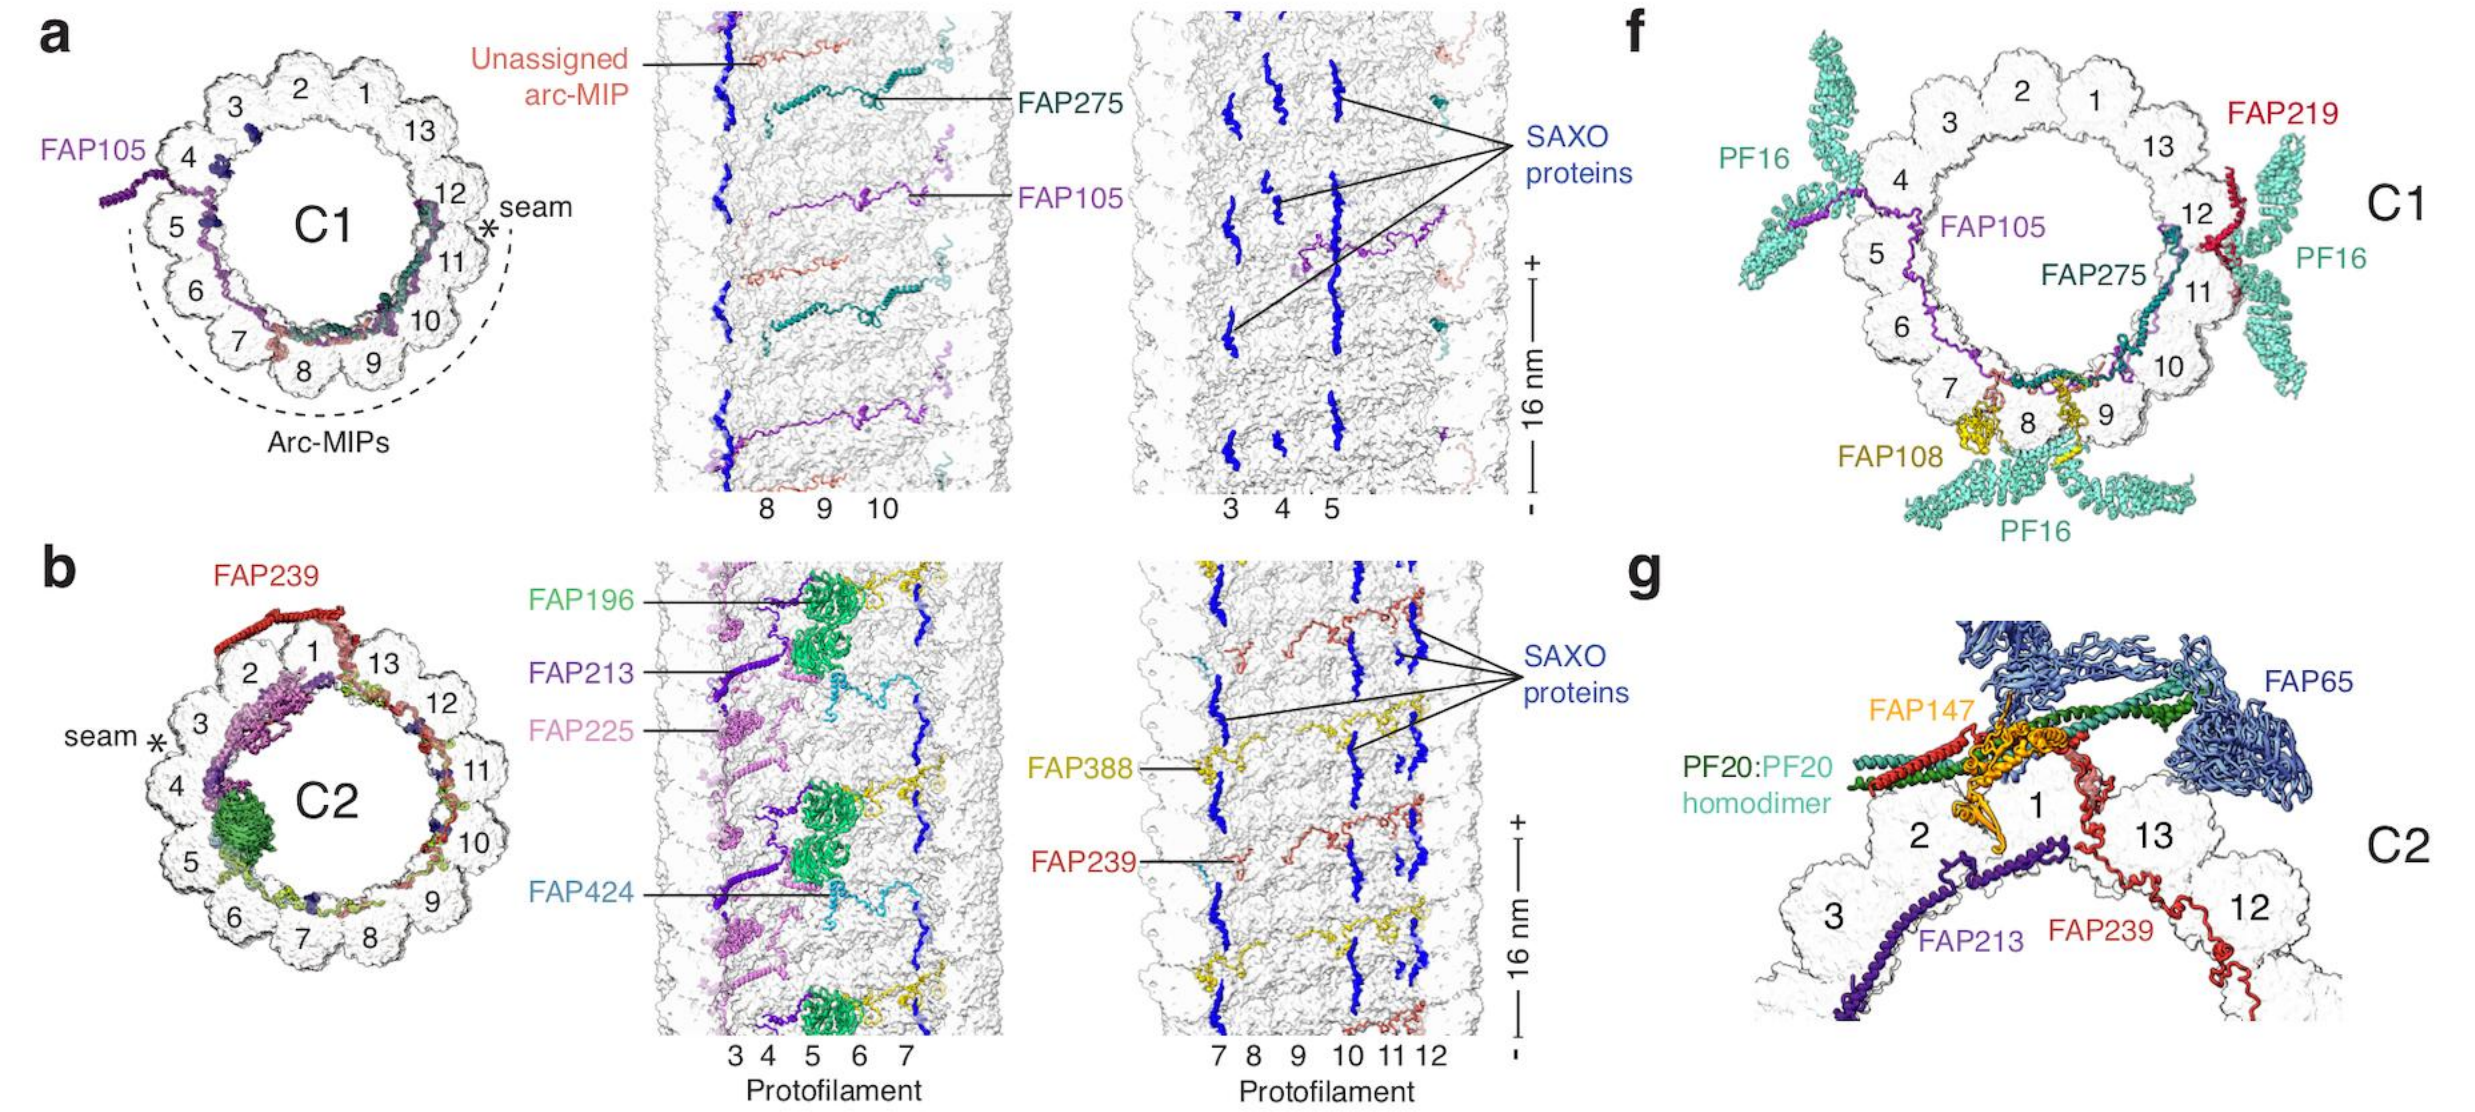 a
3
2
1
13
FAP105
4
12
seam
*
5
C1
11
6
10
7
8
9
Arc-MIPs
Unassigned
arc-MIP
FAP275
FAP105
8 9 10
SAXO
proteins
3 4 5
+
16 nm
-
b
FAP239
1
2
13
3
12
seam *
4
C2
11
5
10
6
7
8
9
FAP196
FAP213
FAP225
FAP424
3 4 5 6 7
Protofilament
SAXO
proteins
FAP388
FAP239
7 8 9 10 11 12
Protofilament
+
16 nm
-
f
2
1
3
13
FAP219
PF16
4
12
C1
FAP105
5
FAP275
PF16
11
6
10
7
8
9
FAP108
PF16
g
FAP65
FAP147
PF20:PF20
homodimer
1
2
13
C2
3
12
FAP213
FAP239